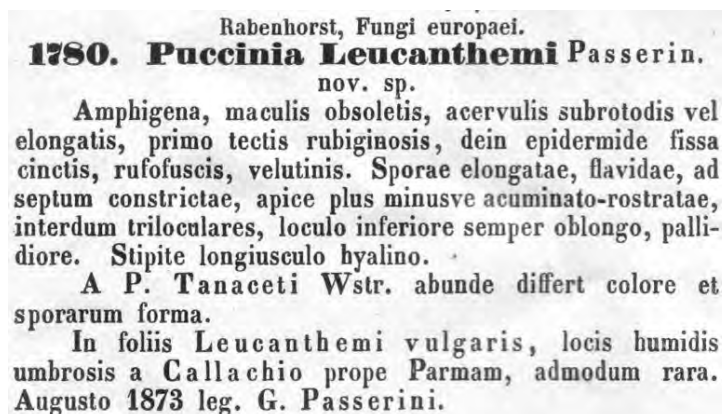 Rabenhorst, Fungi europaei.
1780. Puccinia Leucanthemi Passerin.
nov. sp.
Amphigena, maculis obsoletis, acervulis subrotodis vel
elongatis, primo tectis rubiginosis, dein epidermide fissa
cinctis, rufofuscis, velutinis. Sporae elongatae, flavidae, ad
septum constrictae, apice plus minusve acuminato-rostratae,
interdum triloculares, loculo inferiore semper oblongo, palli-
diore. Stipite longiusculo hyalino.
A P. Tanaceti Wstr. abunde differt colore et
sporarum forma.
In foliis Leucanthemi vulgaris, locis humidis
umbrosis a Callachio prope Parmam, admodum rara.
Augusto 1873 leg. G. Passerini.